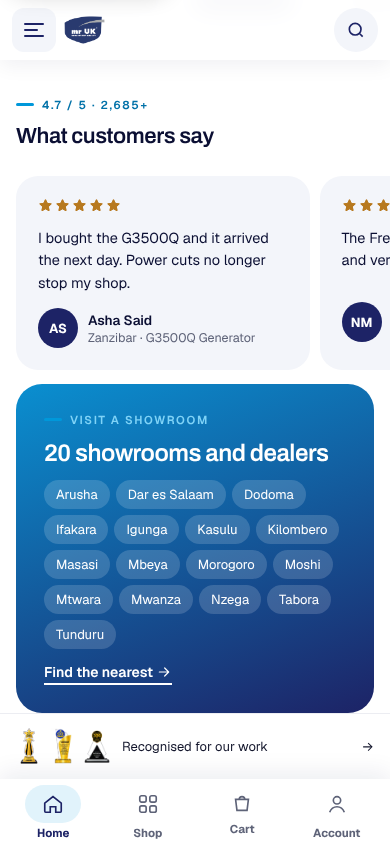 mr UK
4.7 / 5 · 2,685+
What customers say
I bought the G3500Q and it arrived
the next day. Power cuts no longer
stop my shop.
AS
Asha Said
Zanzibar · G3500Q Generator
The Fre
and ver
NM
VISIT A SHOWROOM
20 showrooms and dealers
Arusha Dar es Salaam Dodoma
Ifakara Igunga Kasulu Kilombero
Masasi Mbeya Morogoro Moshi
Mtwara Mwanza Nzega Tabora
Tunduru
Find the nearest →
Recognised for our work →
Home Shop Cart Account